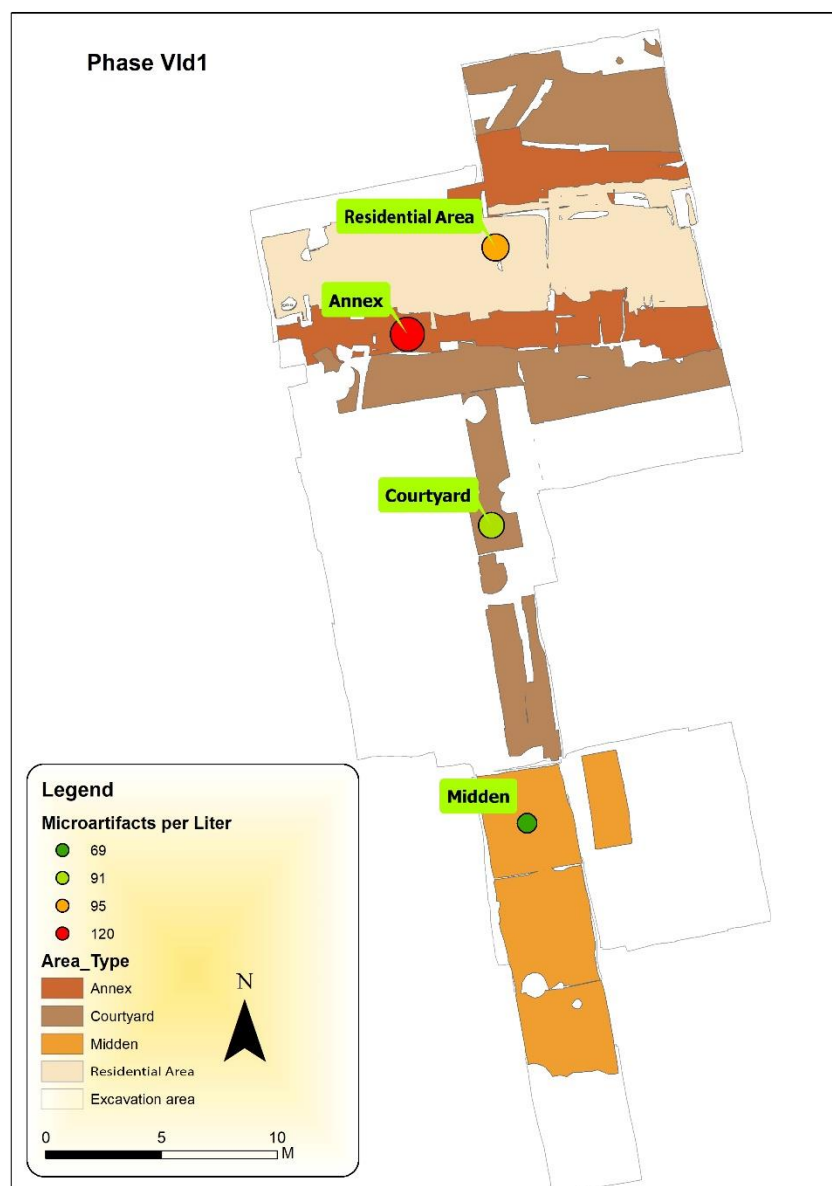 Phase VId1
Residential Area
Annex
Courtyard
Midden
Legend
Microartifacts per Liter
69
91
95
120
Area_Type
Annex
Courtyard
Midden
Residential Area
Excavation area
N
0 5 10
M